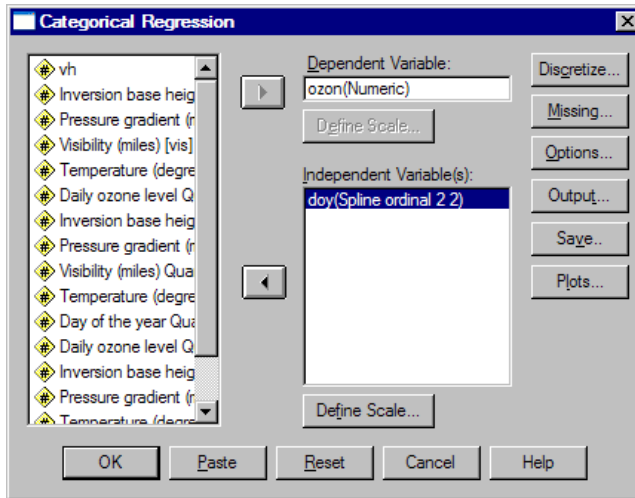 Categorical Regression
vh
Inversion base heig
Pressure gradient (r
Visibility (miles) [vis]
Temperature (degre
Daily ozone level Q
Inversion base heig
Pressure gradient (r
Visibility (miles) Qua
Temperature (degre
Day of the year Qua
Daily ozone level Q
Inversion base heig
Pressure gradient (r
Temperature (degre
Dependent Variable:
ozon(Numeric)
Define Scale...
Independent Variable(s):
doy(Spline ordinal 2 2)
Define Scale...
Discretize...
Missing...
Options...
Output...
Save..
Plots...
OK
Paste
Reset
Cancel
Help